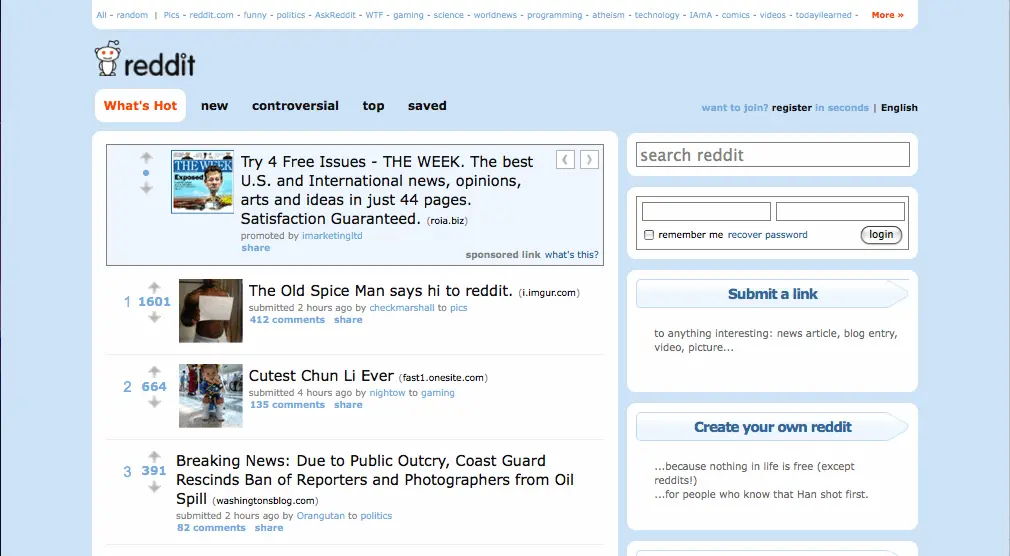 All - random | Pics - reddit.com - funny - politics - AskReddit - WTF - gaming - science - worldnews - programming - atheism - technology - IAmA - comics - videos - todayilearned - More »
reddit
What's Hot new controversial top saved
want to join? register in seconds | English
THE WEEK
Exposed
Try 4 Free Issues - THE WEEK. The best
U.S. and International news, opinions,
arts and ideas in just 44 pages.
Satisfaction Guaranteed. (roia.biz)
promoted by imarketingltd
share
sponsored link what's this?
1 1601
The Old Spice Man says hi to reddit. (i.imgur.com)
submitted 2 hours ago by checkmarshall to pics
412 comments share
2 664
Cutest Chun Li Ever (fast1.onesite.com)
submitted 4 hours ago by nightow to gaming
135 comments share
3 391
Breaking News: Due to Public Outcry, Coast Guard
Rescinds Ban of Reporters and Photographers from Oil
Spill (washingtonsblog.com)
submitted 2 hours ago by Orangutan to politics
82 comments share
search reddit
remember me recover password login
Submit a link
to anything interesting: news article, blog entry,
video, picture...
Create your own reddit
...because nothing in life is free (except
reddits!)
...for people who know that Han shot first.